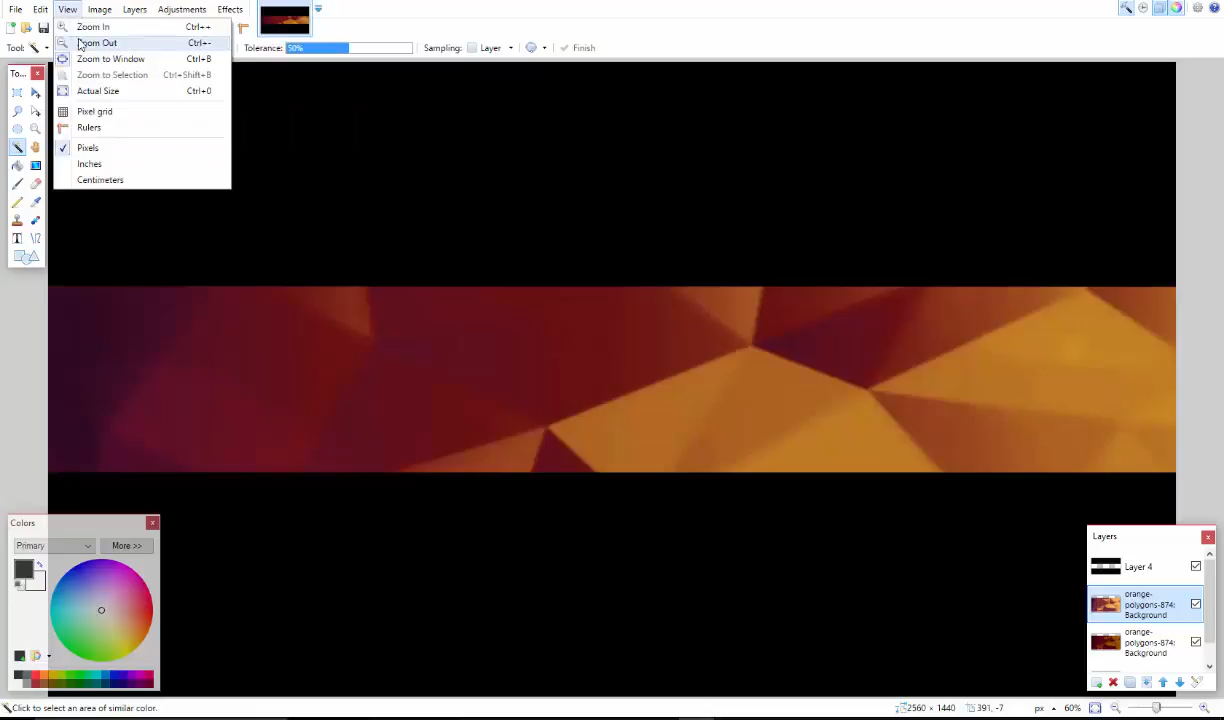 File Edit View Image Layers Adjustments Effects
Zoom In Ctrl++
Zoom Out Ctrl+-
Zoom to Window Ctrl+B
Zoom to Selection Ctrl+Shift+B
Actual Size Ctrl+0
Pixel grid
Rulers
Pixels
Inches
Centimeters
Tool:
Tolerance: 50% Sampling: Layer Finish
To...
Colors
Primary More >>
Layers
Layer 4
orange-
polygons-874:
Background
orange-
polygons-874:
Background
Click to select an area of similar color.
2560 × 1440 391, -7 px 60%